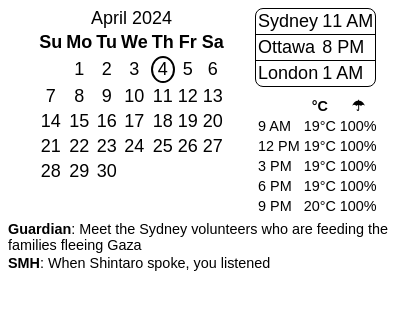 April 2024
Su Mo Tu We Th Fr Sa
1 2 3 4 5 6
7 8 9 10 11 12 13
14 15 16 17 18 19 20
21 22 23 24 25 26 27
28 29 30
Sydney 11 AM
Ottawa 8 PM
London 1 AM
°C ☂
9 AM 19°C 100%
12 PM 19°C 100%
3 PM 19°C 100%
6 PM 19°C 100%
9 PM 20°C 100%
Guardian: Meet the Sydney volunteers who are feeding the
families fleeing Gaza
SMH: When Shintaro spoke, you listened